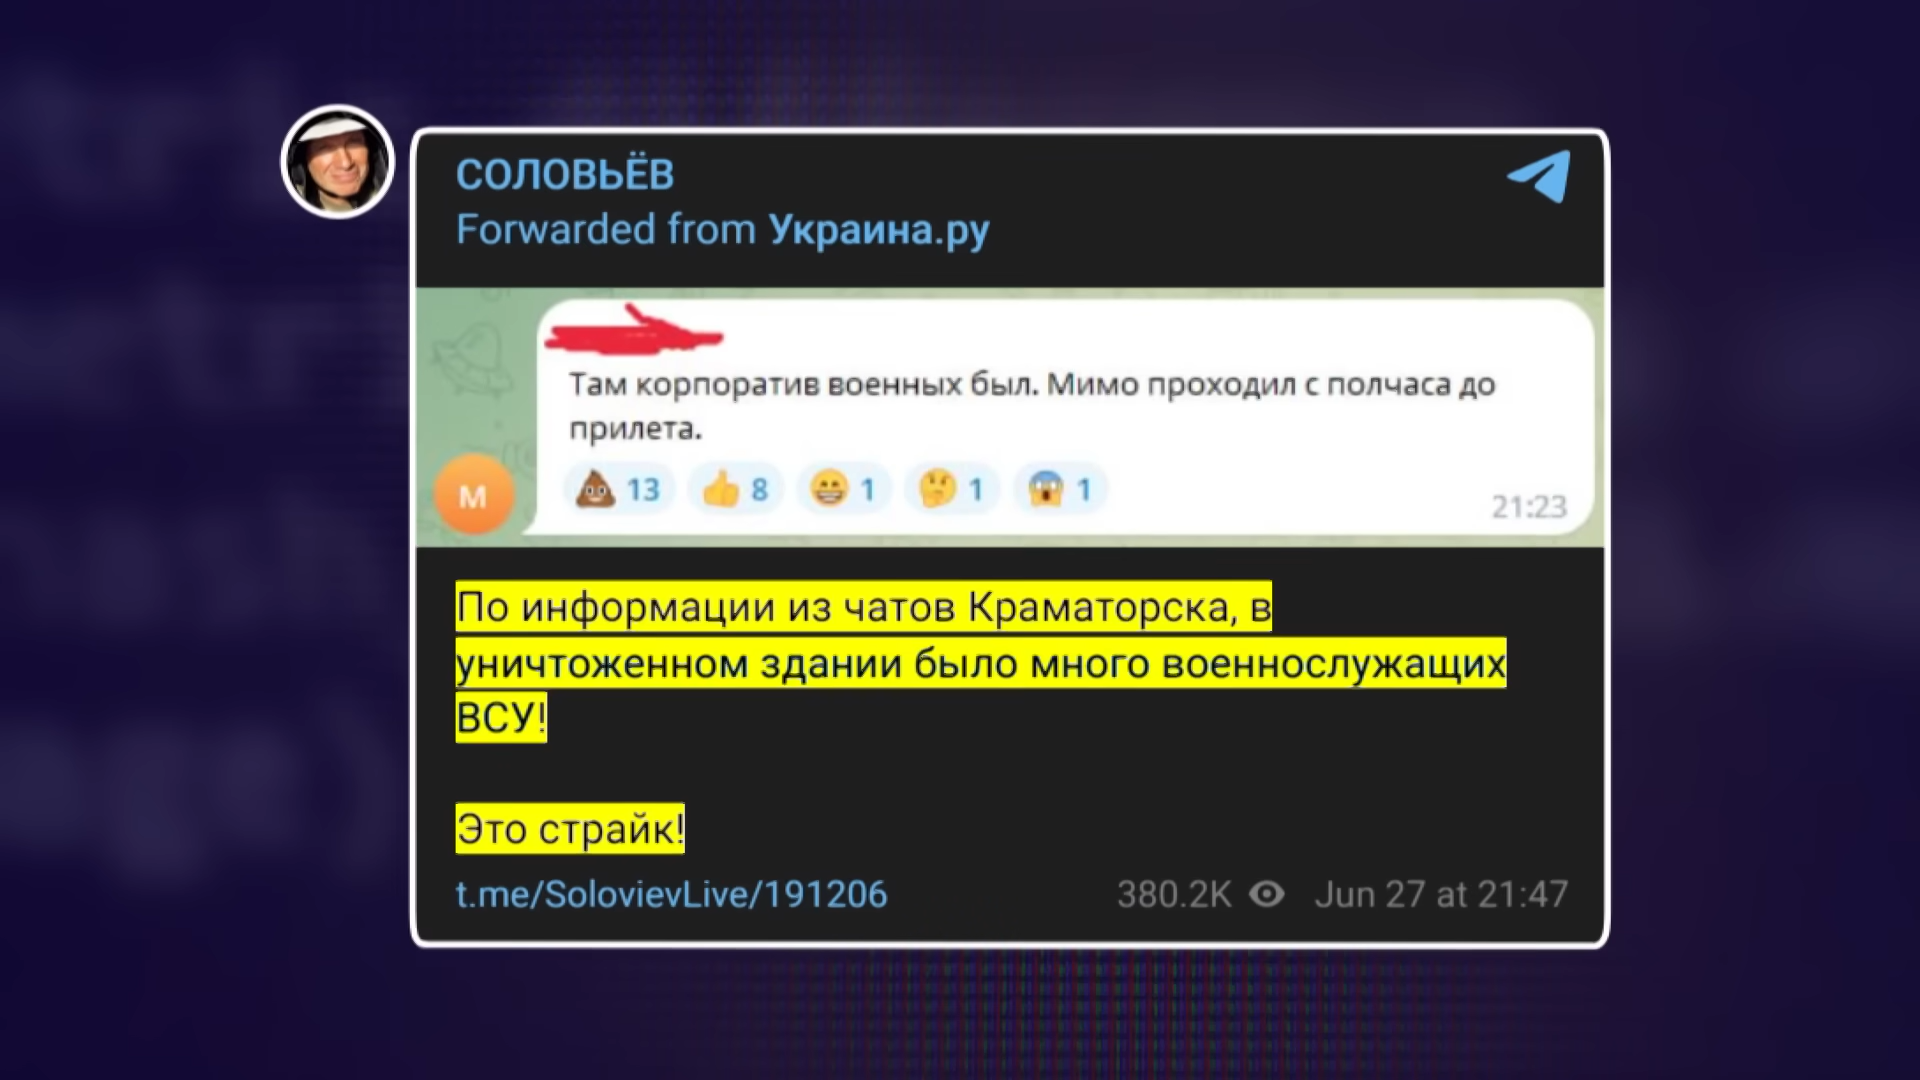 СОЛОВЬЁВ
Forwarded from Украина.ру
Там корпоратив военных был. Мимо проходил с полчаса до
прилета.
М
13 8 1 1 1
21:23
По информации из чатов Краматорска, в
уничтоженном здании было много военнослужащих
ВСУ!
Это страйк!
t.me/SolovievLive/191206 380.2K Jun 27 at 21:47